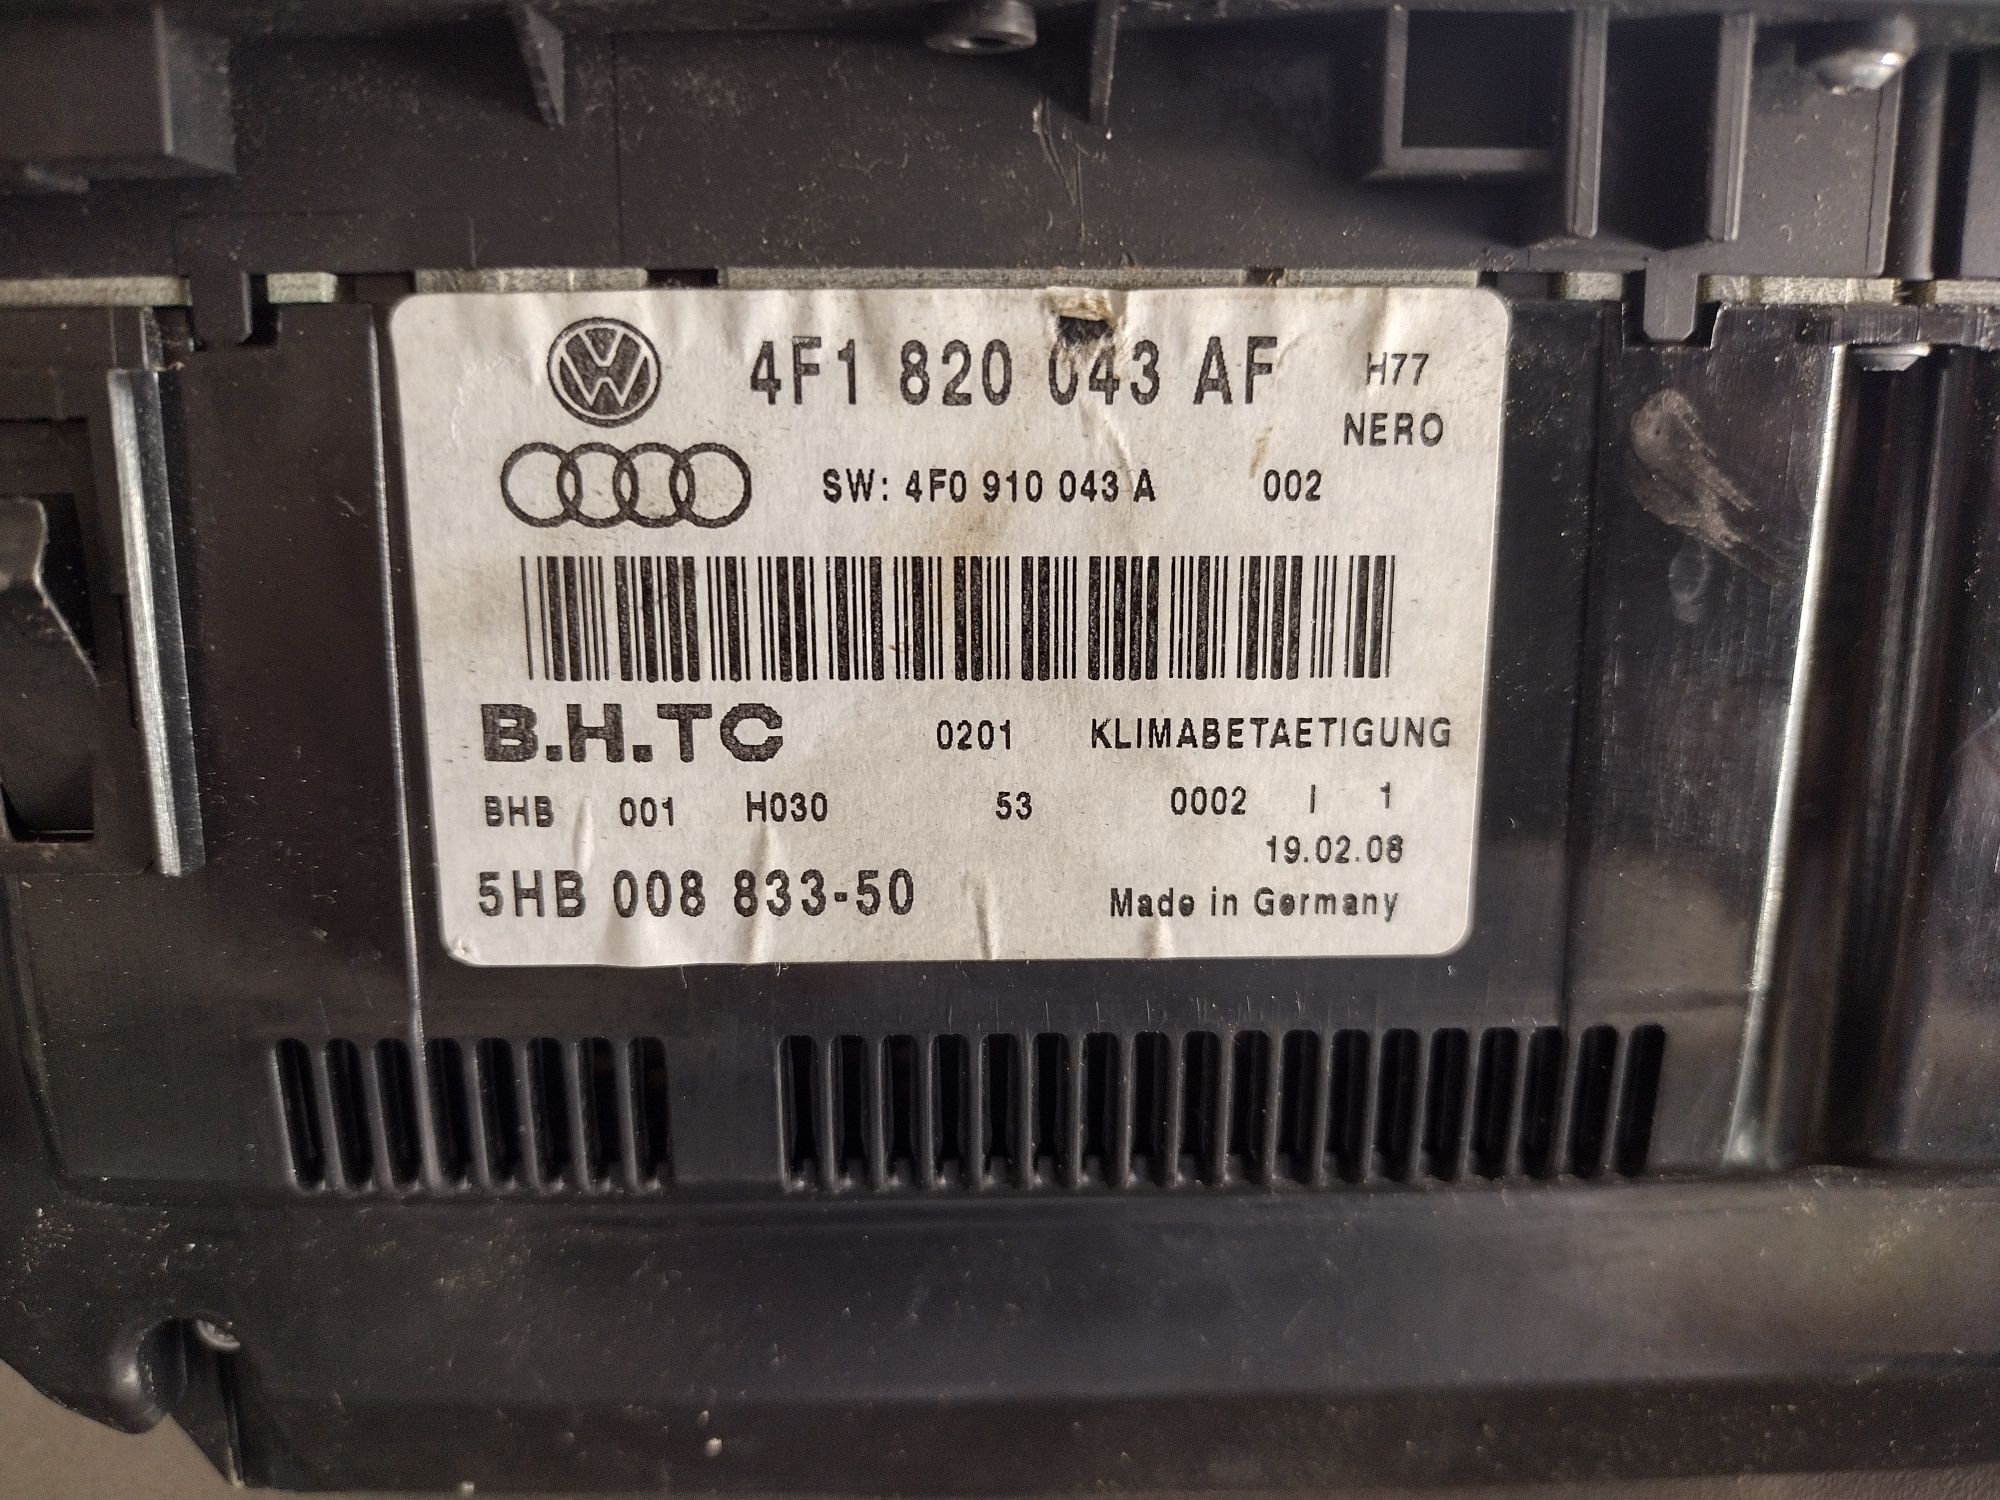 4F1 820 043 AF H77
NERO
SW: 4F0 910 043 A 002
B.H.TC 0201 KLIMABETAETIGUNG
BHB 001 H030 53 0002 I 1
19.02.08
5HB 008 833-50 Made in Germany